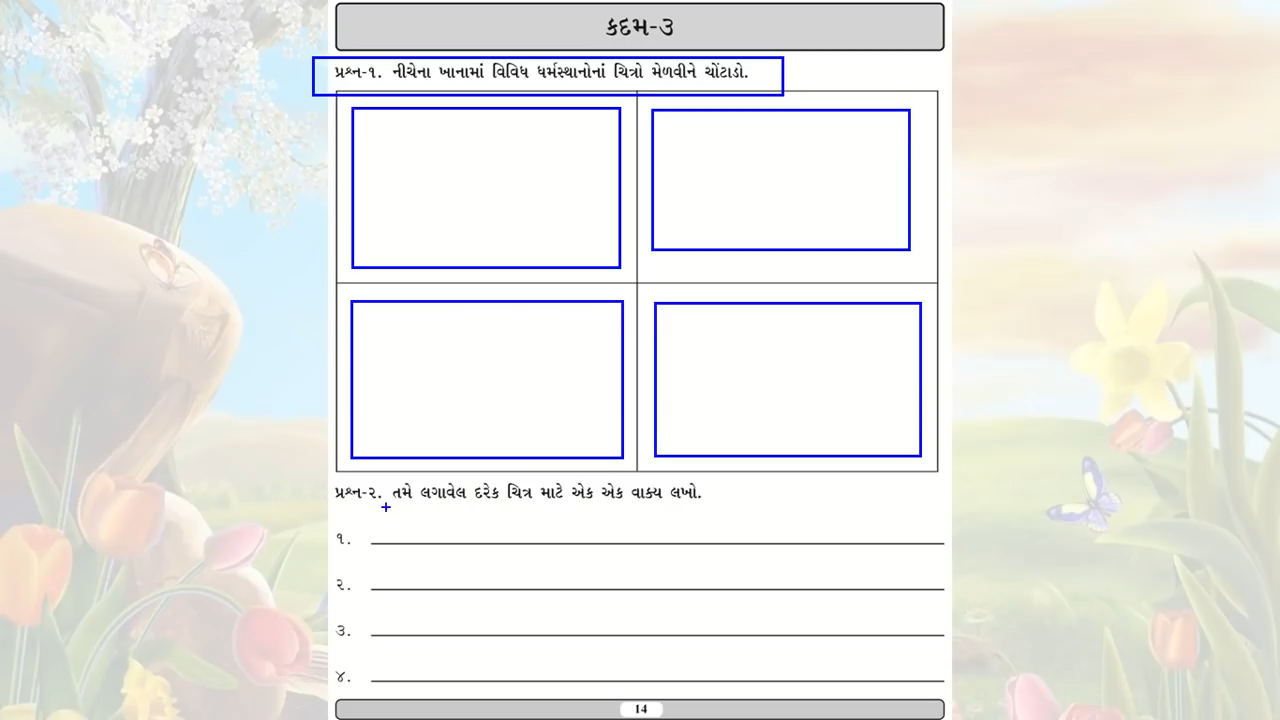 કદમ-૩
પ્રશ્ન-૧. નીચેના ખાનામાં વિવિધ ધર્મસ્થાનોનાં ચિત્રો મેળવીને ચોંટાડો.
પ્રશ્ન-૨. તમે લગાવેલ દરેક ચિત્ર માટે એક એક વાક્ય લખો.
૧.
૨.
૩.
૪.
14